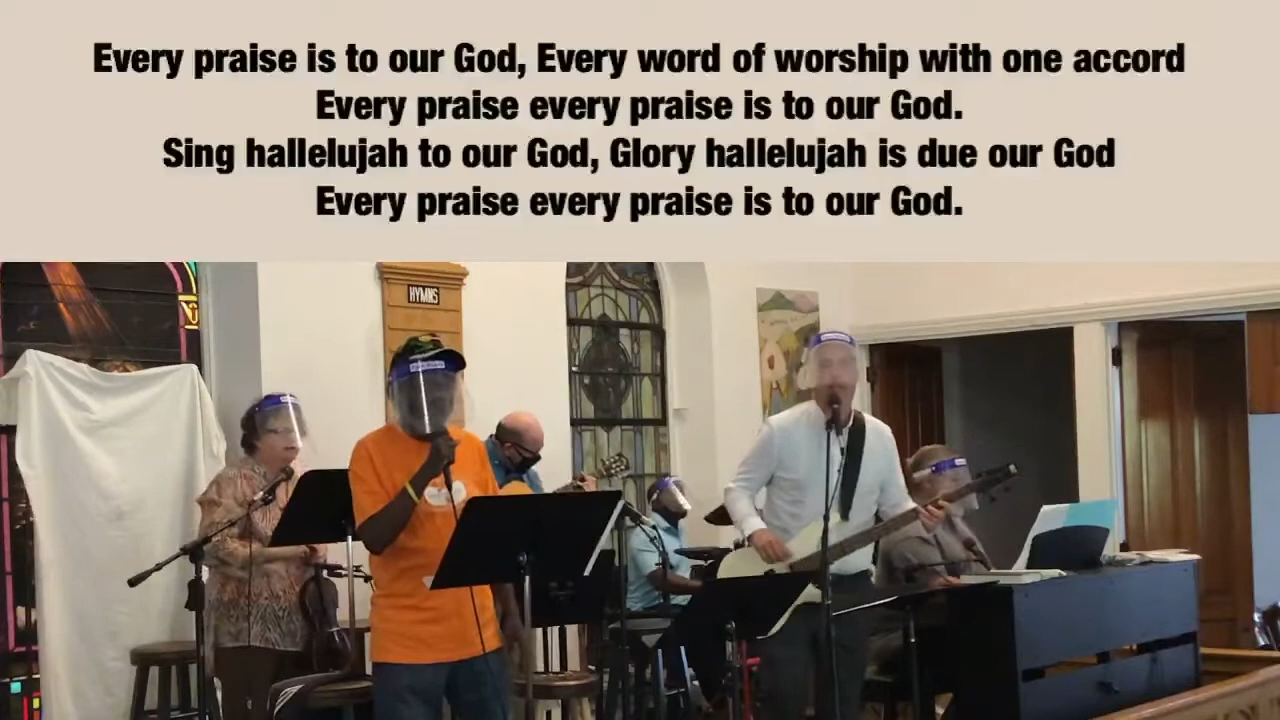 Every praise is to our God, Every word of worship with one accord
Every praise every praise is to our God.
Sing hallelujah to our God, Glory hallelujah is due our God
Every praise every praise is to our God.
HYMNS